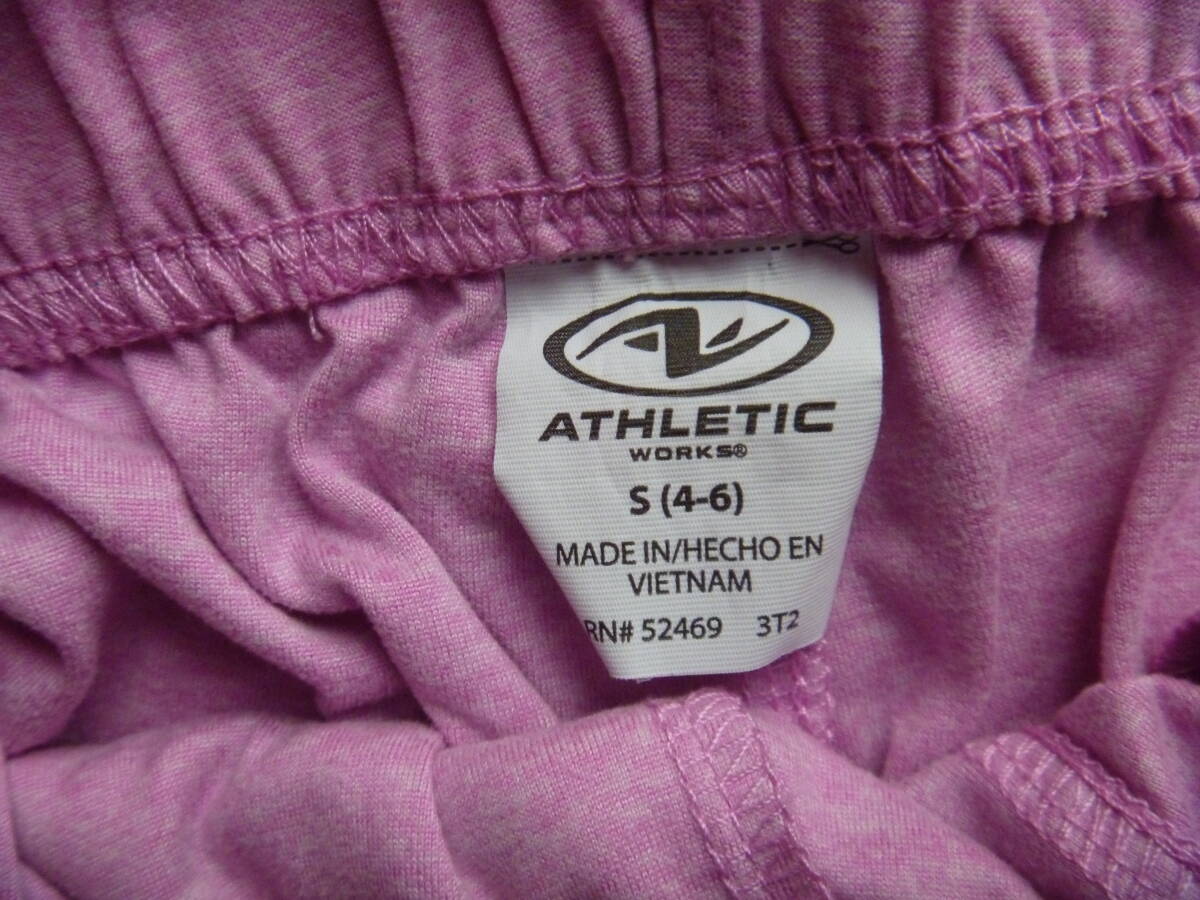 ATHLETIC
WORKS®
S (4-6)
MADE IN/HECHO EN
VIETNAM
RN# 52469 3T2